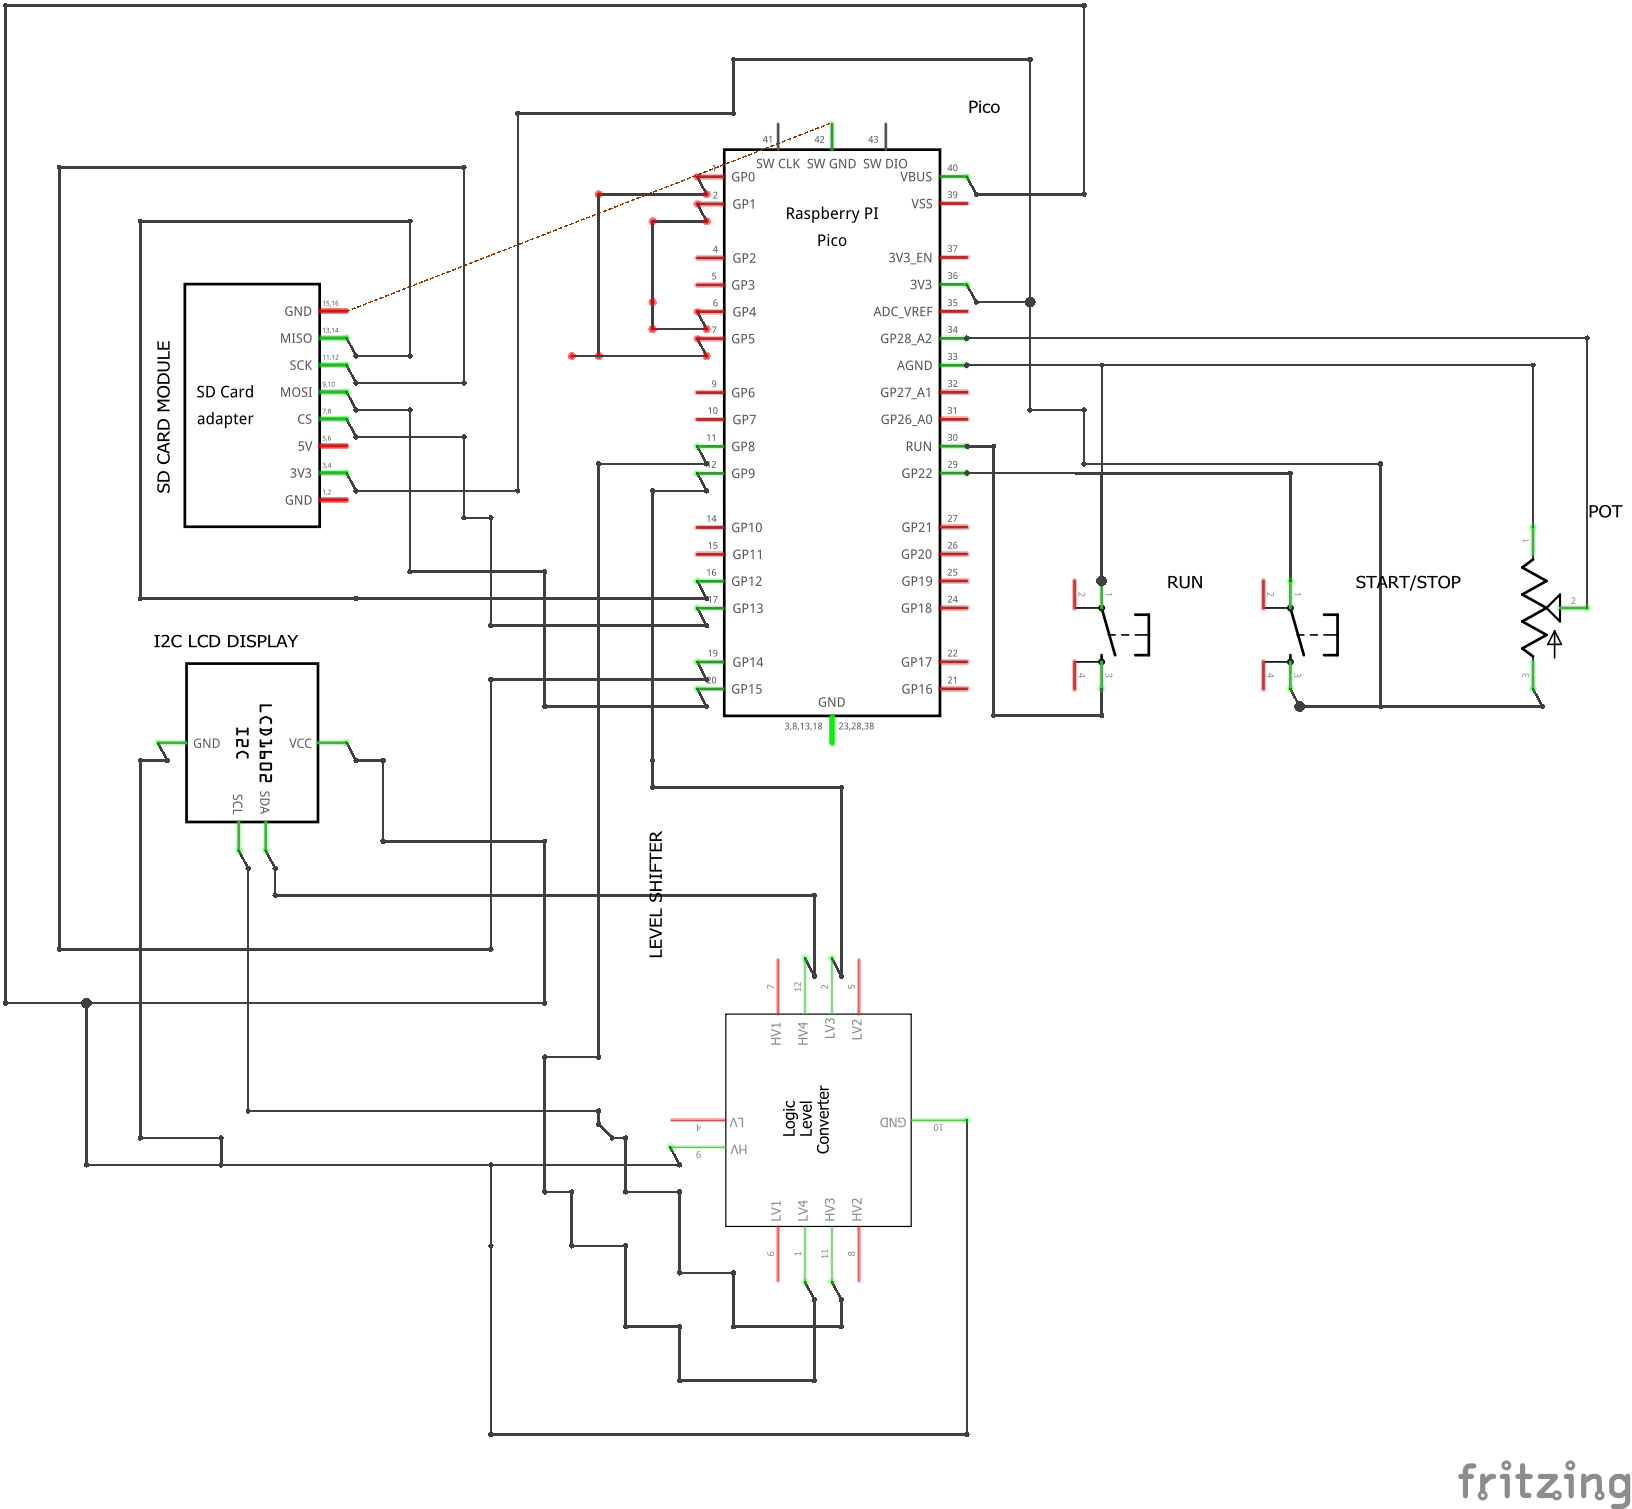 Pico
41
42
43
SW CLK
SW GND
SW DIO
1
GP0
2
GP1
4
GP2
5
GP3
6
GP4
7
GP5
9
GP6
10
GP7
11
GP8
12
GP9
14
GP10
15
GP11
16
GP12
17
GP13
19
GP14
20
GP15
Raspberry PI
Pico
40
VBUS
39
VSS
37
3V3_EN
36
3V3
35
ADC_VREF
34
GP28_A2
33
AGND
32
GP27_A1
31
GP26_A0
30
RUN
29
GP22
27
GP21
26
GP20
25
GP19
24
GP18
22
GP17
21
GP16
GND
3,8,13,18
23,28,38
SD CARD MODULE
SD Card
adapter
15,16
GND
13,14
MISO
11,12
SCK
9,10
MOSI
7,8
CS
5,6
5V
3,4
3V3
1,2
GND
POT
1
2
3
RUN
2
1
4
3
START/STOP
2
1
4
3
I2C LCD DISPLAY
GND
LCD1602
I2C
VCC
SCL
SDA
LEVEL SHIFTER
7
12
2
5
HV1
HV4
LV3
LV2
4
LV
9
HV
Logic
Level
Converter
GND
10
LV1
LV4
HV3
HV2
6
1
11
8
fritzing